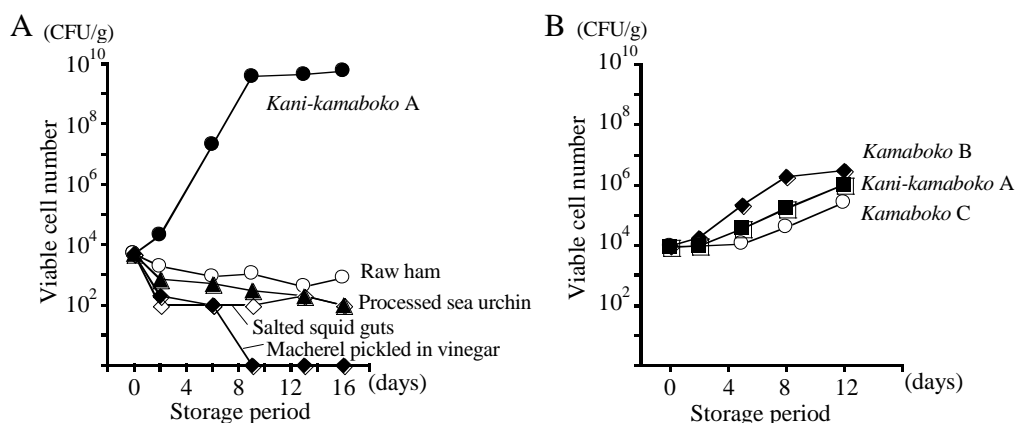 A (CFU/g)
10^10
10^8
10^6
10^4
10^2
Viable cell number
Kani-kamaboko A
Raw ham
Processed sea urchin
Salted squid guts
Macherel pickled in vinegar
0 4 8 12 16 (days)
Storage period
B (CFU/g)
10^10
10^8
10^6
10^4
10^2
Viable cell number
Kamaboko B
Kani-kamaboko A
Kamaboko C
0 4 8 12 (days)
Storage period